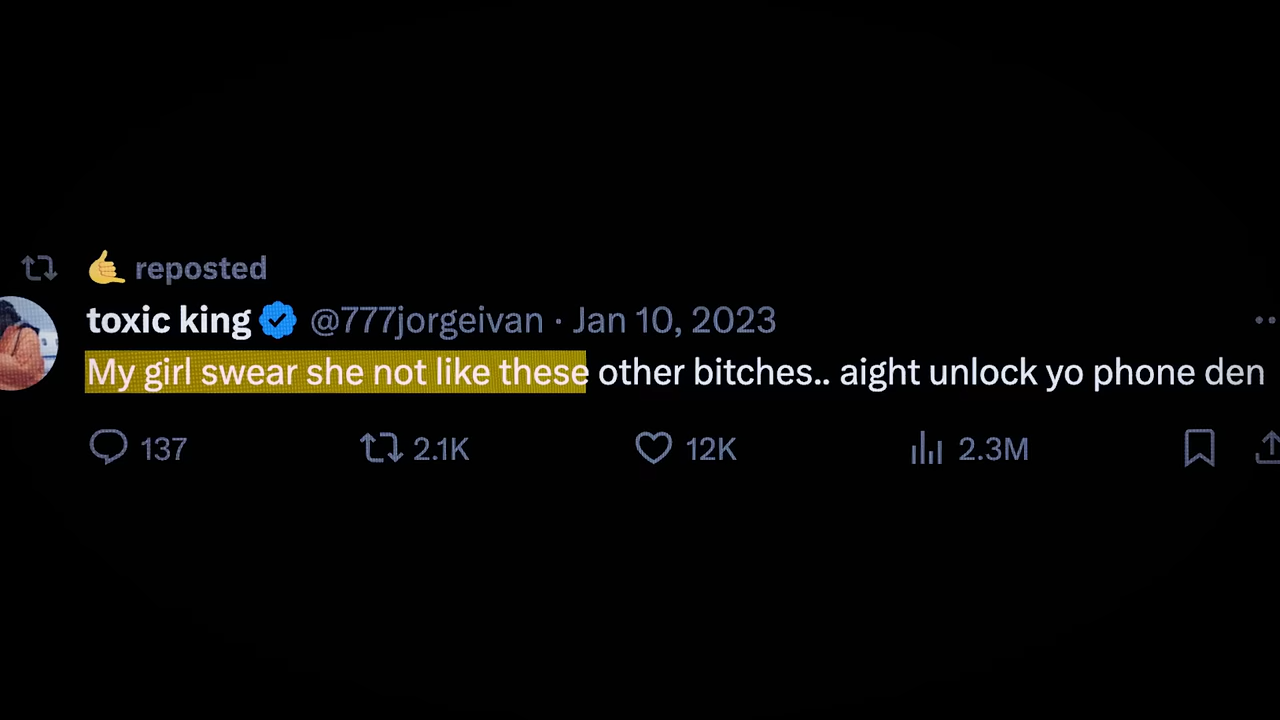 🤙 reposted
toxic king @777jorgeivan · Jan 10, 2023
My girl swear she not like these other bitches.. aight unlock yo phone den
137 2.1K 12K 2.3M